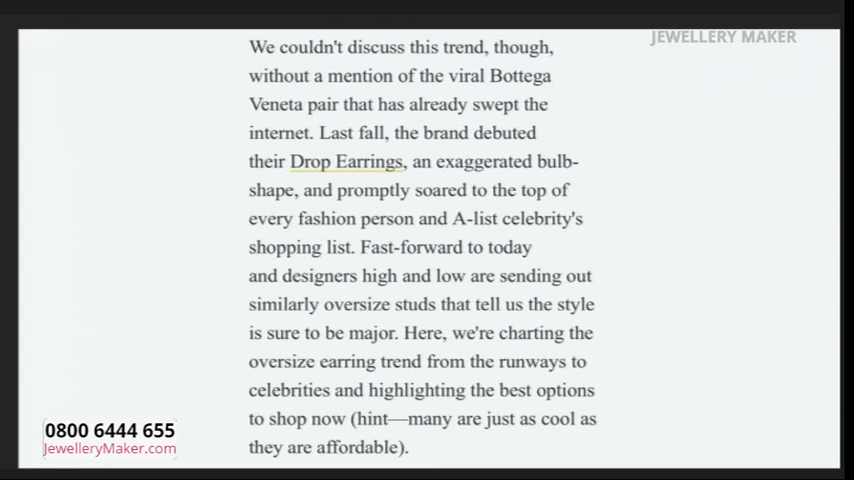 JEWELLERY MAKER
We couldn't discuss this trend, though,
without a mention of the viral Bottega
Veneta pair that has already swept the
internet. Last fall, the brand debuted
their Drop Earrings, an exaggerated bulb-
shape, and promptly soared to the top of
every fashion person and A-list celebrity's
shopping list. Fast-forward to today
and designers high and low are sending out
similarly oversize studs that tell us the style
is sure to be major. Here, we're charting the
oversize earring trend from the runways to
celebrities and highlighting the best options
to shop now (hint—many are just as cool as
they are affordable).
0800 6444 655
JewelleryMaker.com